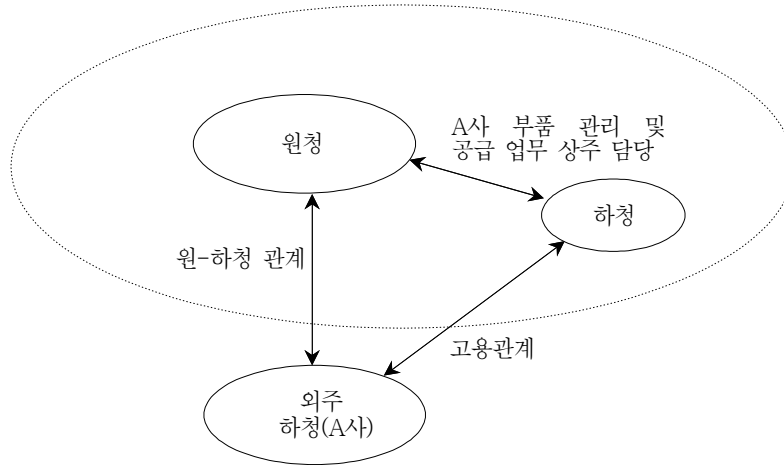 원청
A사 부품 관리 및
공급 업무 상주 담당
하청
원-하청 관계
고용관계
외주
하청(A사)